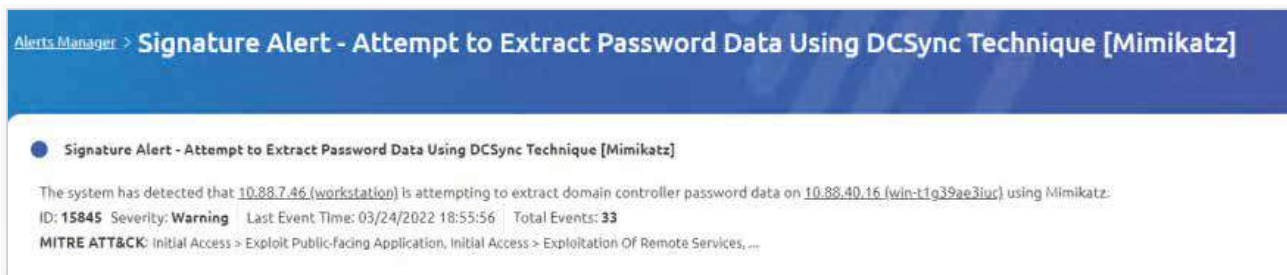 Alerts Manager > Signature Alert - Attempt to Extract Password Data Using DCSync Technique [Mimikatz]
Signature Alert - Attempt to Extract Password Data Using DCSync Technique [Mimikatz]
The system has detected that 10.88.7.46 (workstation) is attempting to extract domain controller password data on 10.88.40.16 (win-t1g39ae3iuc) using Mimikatz.
ID: 15845 Severity: Warning Last Event Time: 03/24/2022 18:55:56 Total Events: 33
MITRE ATT&CK: Initial Access > Exploit Public-facing Application, Initial Access > Exploitation Of Remote Services, ...